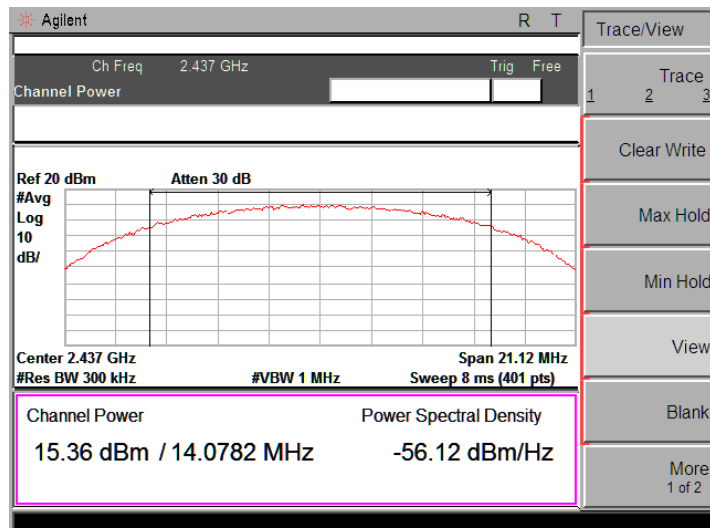 Agilent R T
Trace/View
Ch Freq 2.437 GHz Trig Free
Channel Power
Trace
1 2 3
Clear Write
Ref 20 dBm Atten 30 dB
#Avg
Log
10
dB/
Max Hold
Min Hold
View
Center 2.437 GHz Span 21.12 MHz
#Res BW 300 kHz #VBW 1 MHz Sweep 8 ms (401 pts)
Channel Power Power Spectral Density
15.36 dBm / 14.0782 MHz -56.12 dBm/Hz
Blank
More
1 of 2